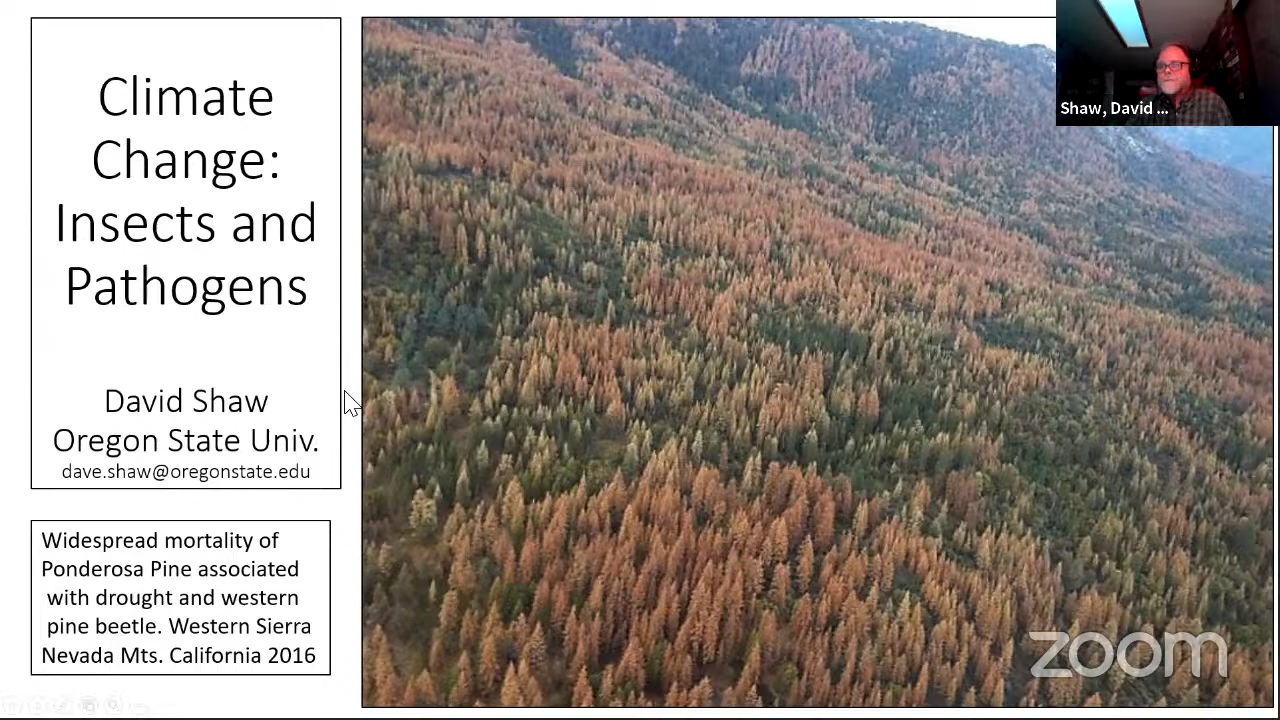 Climate
Change:
Insects and
Pathogens
David Shaw
Oregon State Univ.
dave.shaw@oregonstate.edu
Widespread mortality of
Ponderosa Pine associated
with drought and western
pine beetle. Western Sierra
Nevada Mts. California 2016
Shaw, David ...
zoom